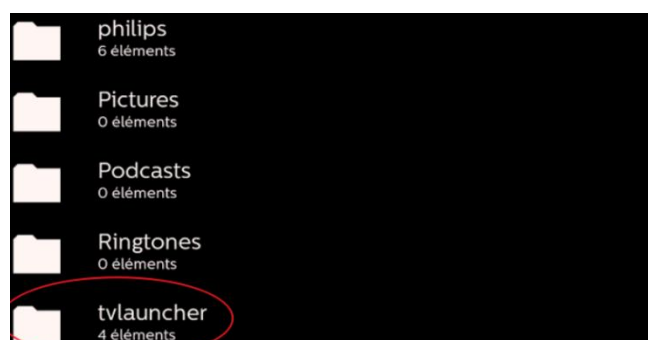 philips
6 éléments
Pictures
0 éléments
Podcasts
0 éléments
Ringtones
0 éléments
tvlauncher
4 éléments